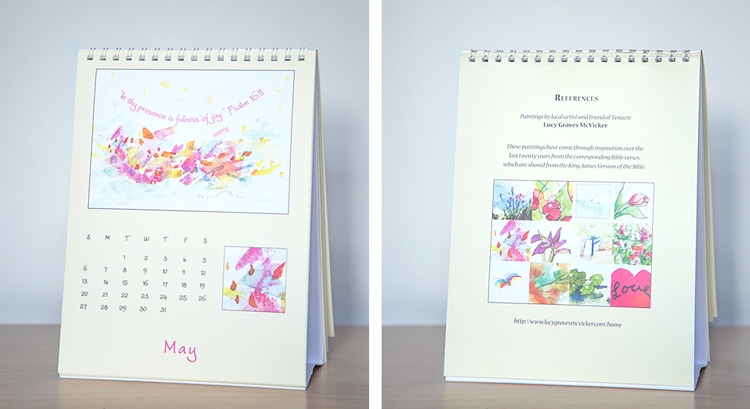 "In thy presence is fulness of joy." Psalm 16:11
S M T W T F S
1 2 3 4 5
6 7 8 9 10 11 12
13 14 15 16 17 18 19
20 21 22 23 24 25 26
27 28 29 30 31
May
REFERENCES
Paintings by local artist and friend of Tenacre
Lucy Graves McVicker
These paintings have come through inspiration over the
last twenty years from the corresponding Bible verses
which are shared from the King James Version of the Bible.
Love
http://www.lucygravesmcvicker.com/home